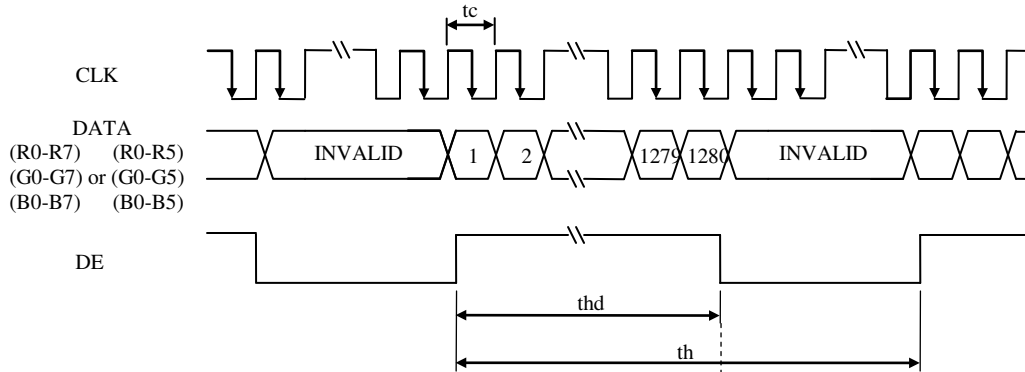 tc
CLK
DATA
(R0-R7) (R0-R5)
(G0-G7) or (G0-G5)
(B0-B7) (B0-B5)
INVALID 1 2 1279 1280 INVALID
DE
thd
th